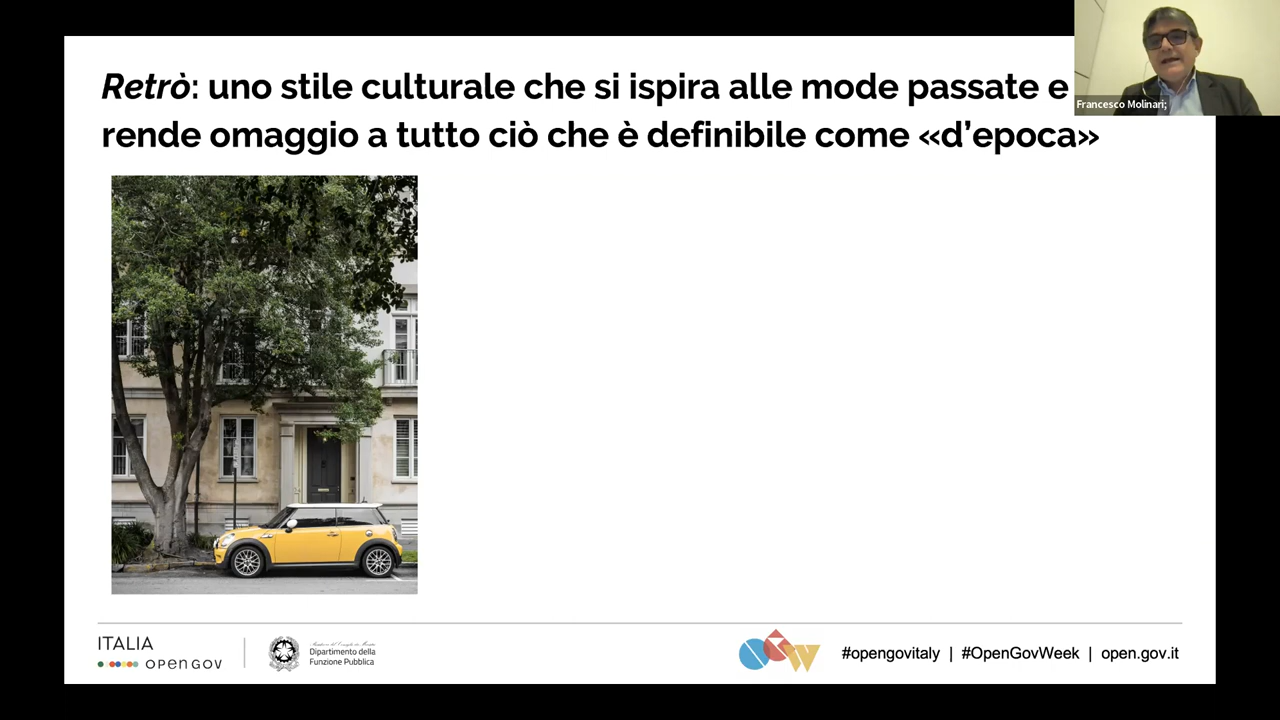 Retrò: uno stile culturale che si ispira alle mode passate e
rende omaggio a tutto ciò che è definibile come «d’epoca»
Francesco Molinari;
ITALIA
OPEN GOV
Dipartimento della
Funzione Pubblica
OGW
#opengovitaly | #OpenGovWeek | open.gov.it